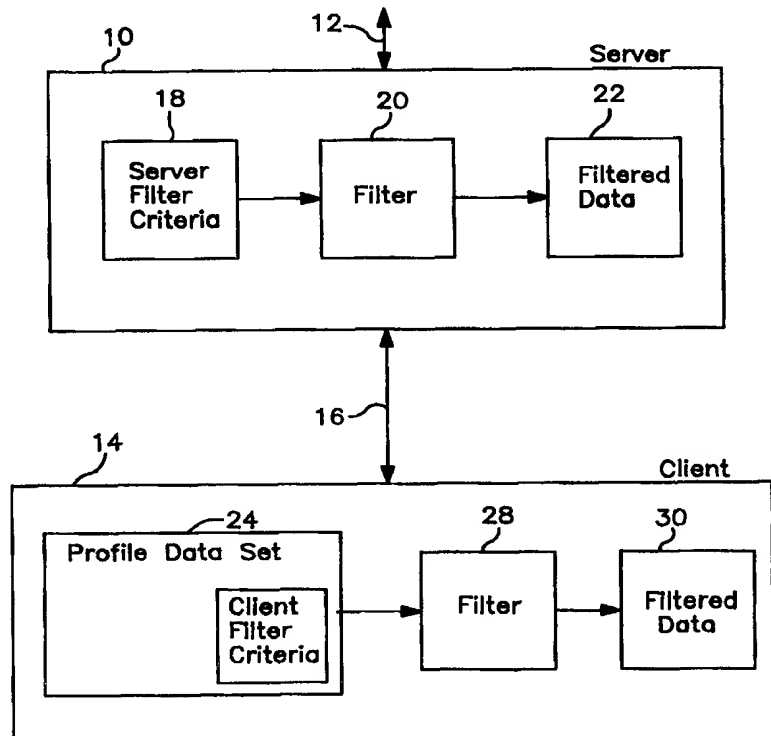 12
10
Server
18
20
22
Server
Filter
Criteria
Filter
Filtered
Data
16
14
Client
24
28
30
Profile Data Set
Client
Filter
Criteria
Filter
Filtered
Data